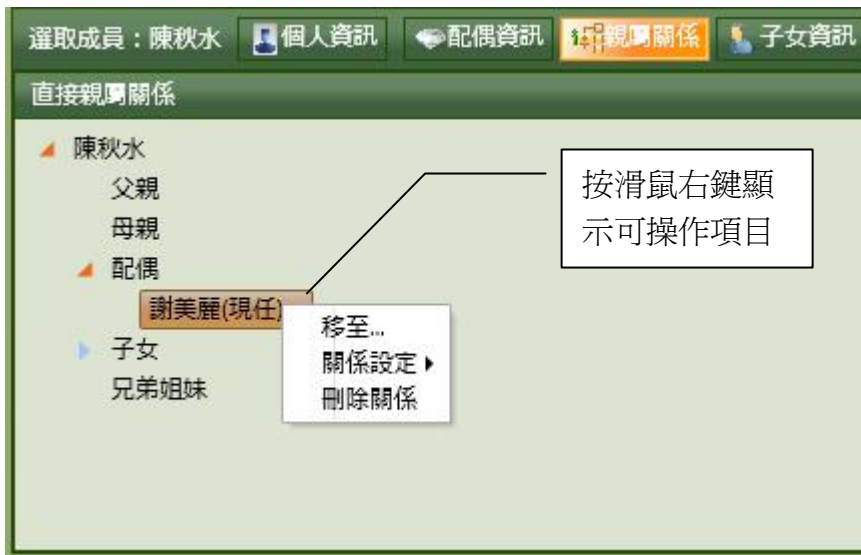 選取成員：陳秋水 個人資訊 配偶資訊 親屬關係 子女資訊
直接親屬關係
陳秋水
父親
母親
配偶
謝美麗(現任)
子女
兄弟姐妹
移至...
關係設定
刪除關係
按滑鼠右鍵顯
示可操作項目